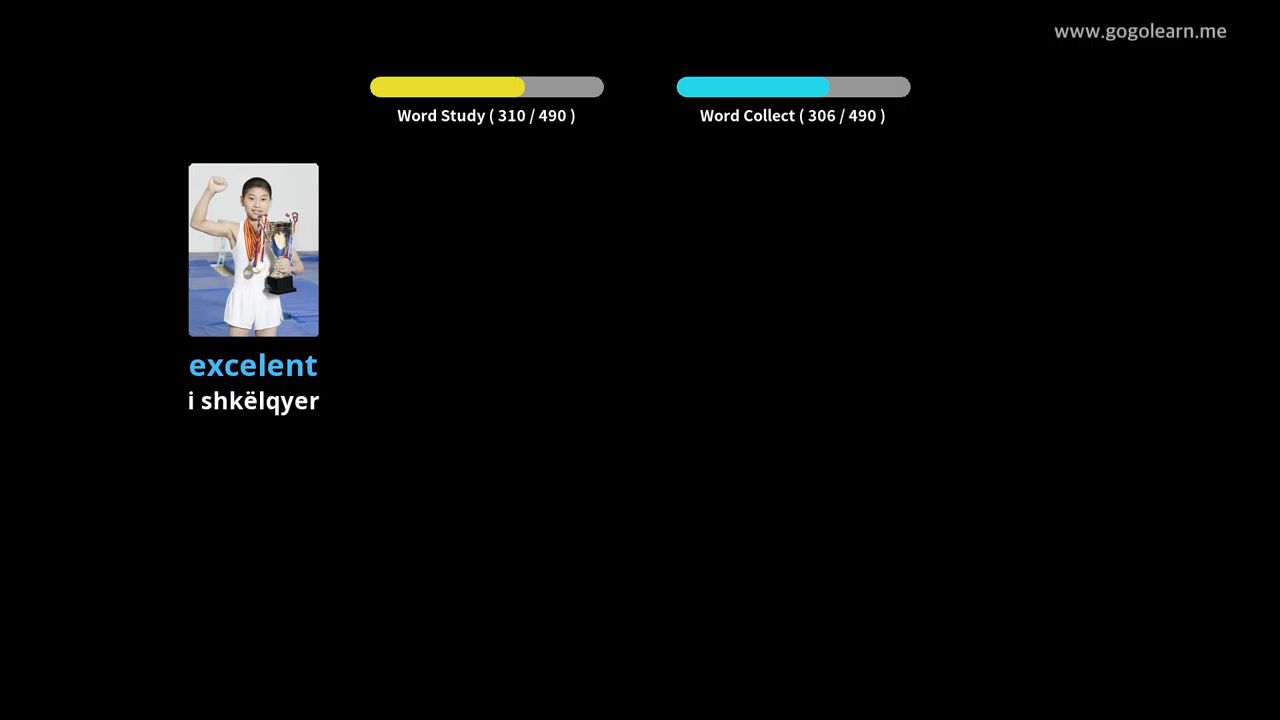 www.gogolearn.me
Word Study ( 310 / 490 )
Word Collect ( 306 / 490 )
excelent
i shkëlqyer